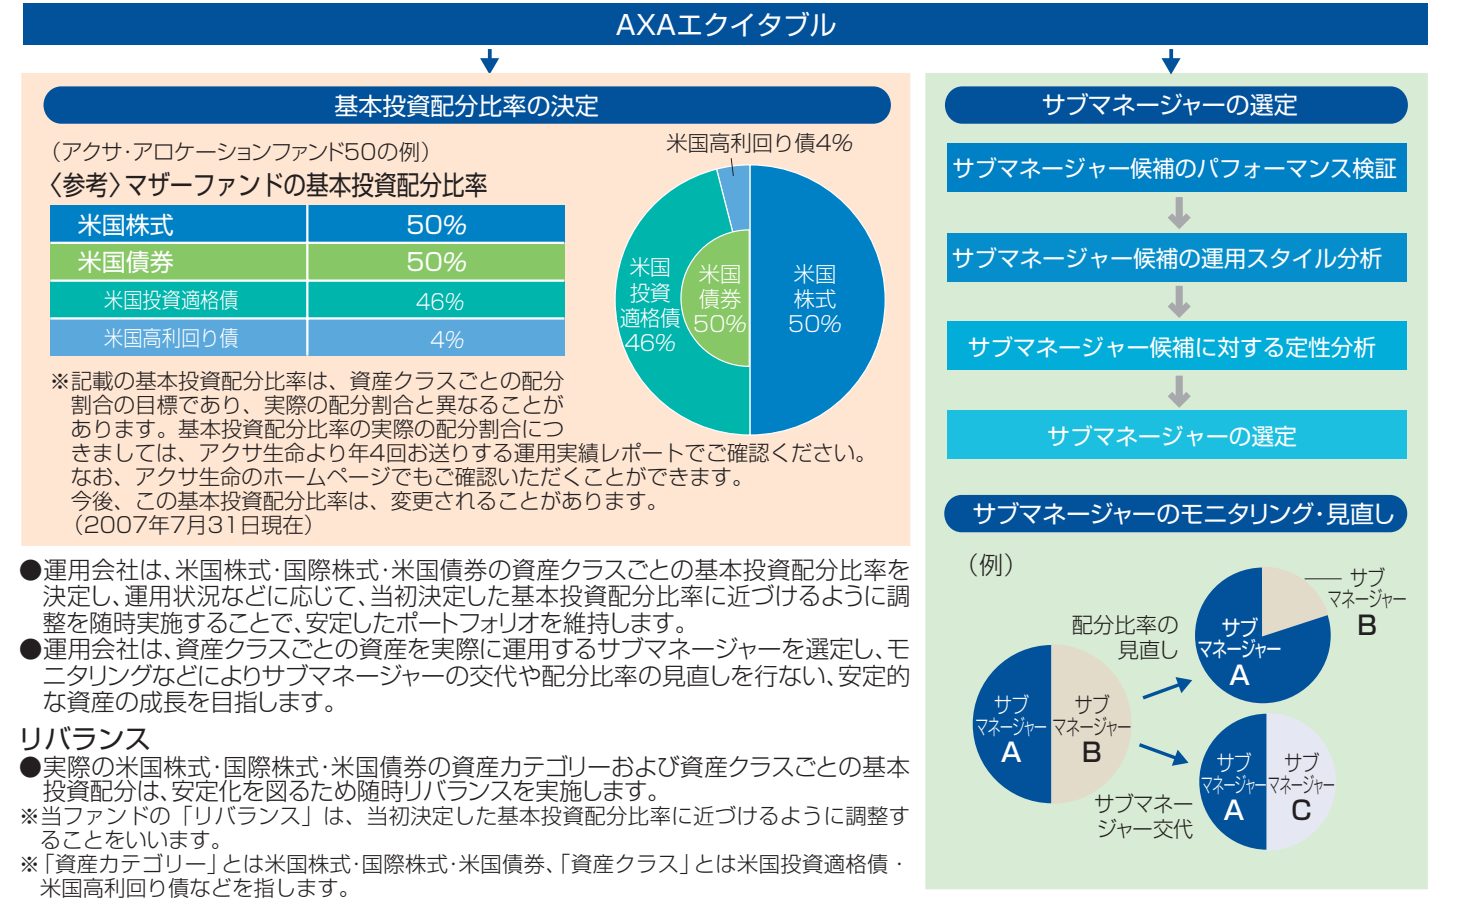 AXAエクイタブル
基本投資配分比率の決定
（アクサ・アロケーションファンド50の例）
〈参考〉マザーファンドの基本投資配分比率
米国株式 50%
米国債券 50%
米国投資適格債 46%
米国高利回り債 4%
米国高利回り債4%
米国
投資
適格債
46%
米国
債券
50%
米国
株式
50%
※記載の基本投資配分比率は、資産クラスごとの配分
割合の目標であり、実際の配分割合と異なることが
あります。基本投資配分比率の実際の配分割合につ
きましては、アクサ生命より年4回お送りする運用実績レポートでご確認ください。
なお、アクサ生命のホームページでもご確認いただくことができます。
今後、この基本投資配分比率は、変更されることがあります。
（2007年7月31日現在）
●運用会社は、米国株式・国際株式・米国債券の資産クラスごとの基本投資配分比率を
決定し、運用状況などに応じて、当初決定した基本投資配分比率に近づけるように調
整を随時実施することで、安定したポートフォリオを維持します。
●運用会社は、資産クラスごとの資産を実際に運用するサブマネージャーを選定し、モ
ニタリングなどによりサブマネージャーの交代や配分比率の見直しを行ない、安定的
な資産の成長を目指します。
リバランス
●実際の米国株式・国際株式・米国債券の資産カテゴリーおよび資産クラスごとの基本
投資配分は、安定化を図るため随時リバランスを実施します。
※当ファンドの「リバランス」は、当初決定した基本投資配分比率に近づけるように調整す
ることをいいます。
※「資産カテゴリー」とは米国株式・国際株式・米国債券、「資産クラス」とは米国投資適格債・
米国高利回り債などを指します。
サブマネージャーの選定
サブマネージャー候補のパフォーマンス検証
サブマネージャー候補の運用スタイル分析
サブマネージャー候補に対する定性分析
サブマネージャーの選定
サブマネージャーのモニタリング・見直し
（例）
サブ
マネージャー
A
サブ
マネージャー
B
配分比率の
見直し
サブ
マネージャー
A
サブ
マネージャー
B
サブマネー
ジャー交代
サブ
マネージャー
A
サブ
マネージャー
C